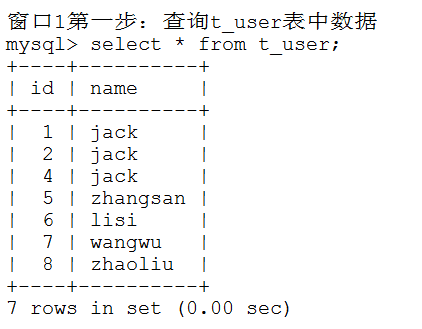 窗口1第一步：查询t_user表中数据
mysql> select * from t_user;
+----+----------+
| id | name     |
+----+----------+
|  1 | jack     |
|  2 | jack     |
|  4 | jack     |
|  5 | zhangsan |
|  6 | lisi     |
|  7 | wangwu   |
|  8 | zhaoliu  |
+----+----------+
7 rows in set (0.00 sec)